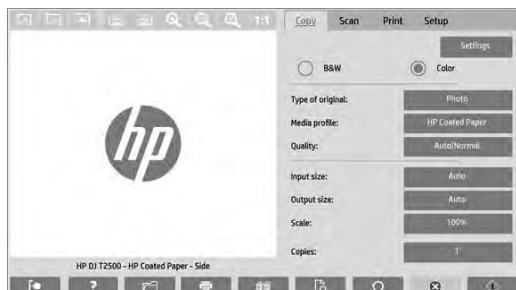 1:1
Copy Scan Print Setup
Settings
B&W Color
Type of original: Photo
Media profile: HP Coated Paper
Quality: Auto/Normal
Input size: Auto
Output size: Auto
Scale: 100%
Copies: 1
hp
HP DJ T2500 - HP Coated Paper - Side
?